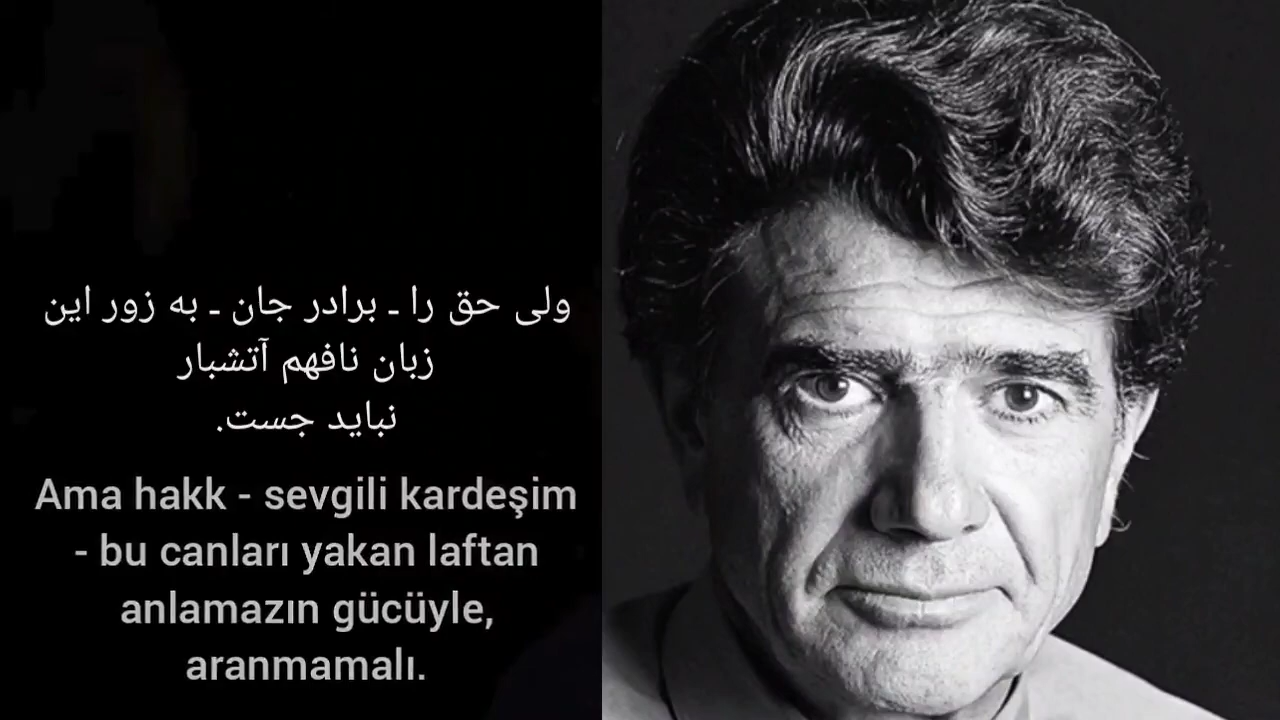 ولی حق را ـ برادر جان ـ به زور این
زبان نافهم آتشبار
نباید جست.
Ama hakk - sevgili kardeşim
- bu canları yakan laftan
anlamazın gücüyle,
aranmamalı.